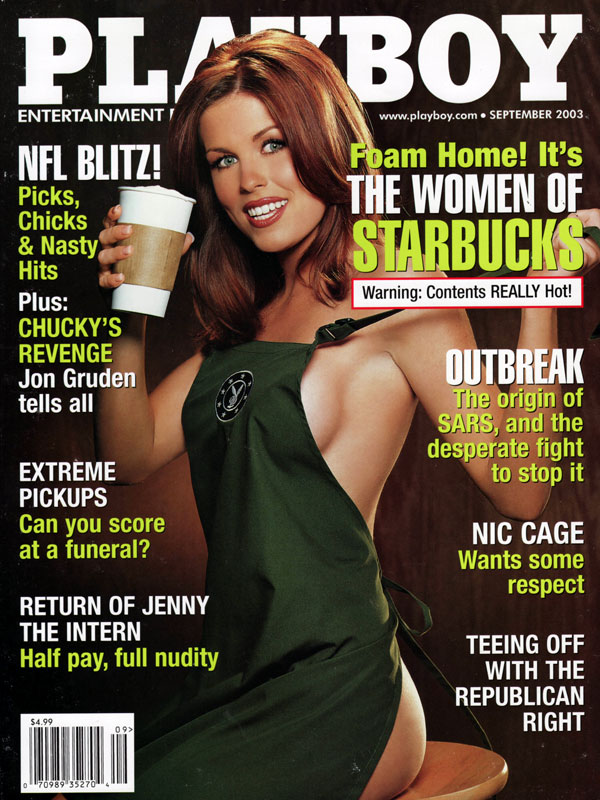 PLAYBOY
ENTERTAINMENT
www.playboy.com • SEPTEMBER 2003
NFL BLITZ!
Picks,
Chicks
& Nasty
Hits
Plus:
CHUCKY'S
REVENGE
Jon Gruden
tells all
EXTREME
PICKUPS
Can you score
at a funeral?
RETURN OF JENNY
THE INTERN
Half pay, full nudity
Foam Home! It's
THE WOMEN OF
STARBUCKS
Warning: Contents REALLY Hot!
OUTBREAK
The origin of
SARS, and the
desperate fight
to stop it
NIC CAGE
Wants some
respect
TEEING OFF
WITH THE
REPUBLICAN
RIGHT
$4.99
09>
0 70989 35270 4